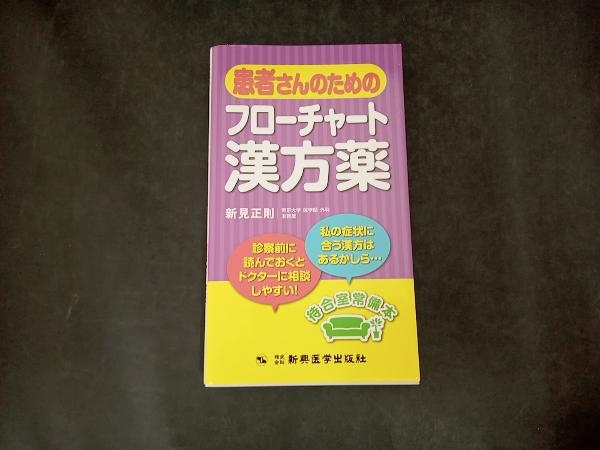 患者さんのための
フローチャート
漢方薬
新見正則 帝京大学 医学部 外科
准教授
私の症状に
合う漢方は
あるかしら…
診察前に
読んでおくと
ドクターに相談
しやすい!
待合室常備本
株式会社 新興医学出版社